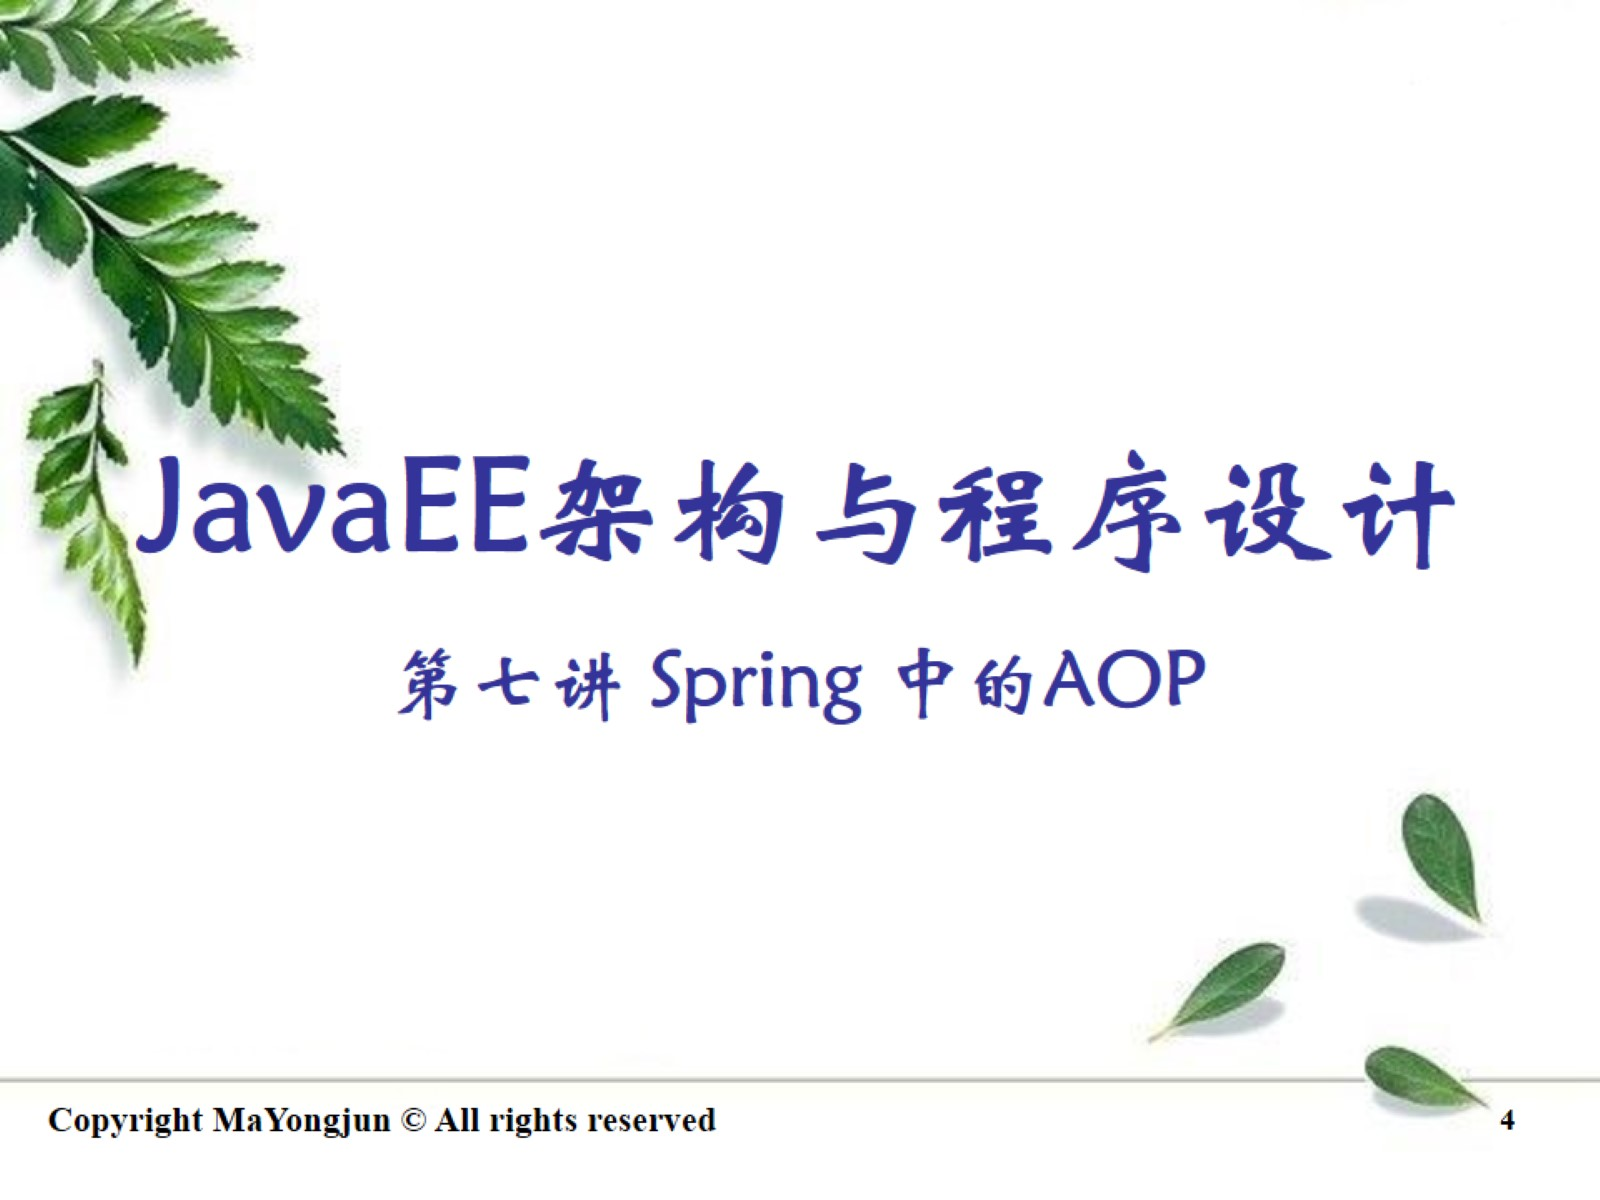 JavaEE架构与程序设计
第七讲 Spring 中的AOP
Copyright MaYongjun © All rights reserved
4